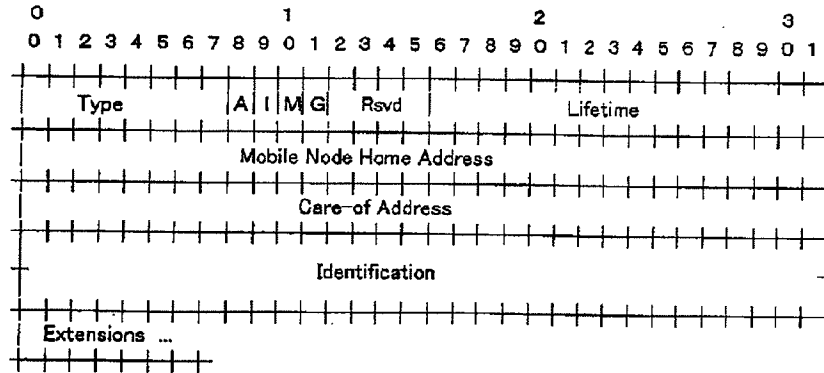 0 1 2 3
0 1 2 3 4 5 6 7 8 9 0 1 2 3 4 5 6 7 8 9 0 1 2 3 4 5 6 7 8 9 0 1
Type A I M G Rsvd Lifetime
Mobile Node Home Address
Care-of Address
Identification
Extensions ...